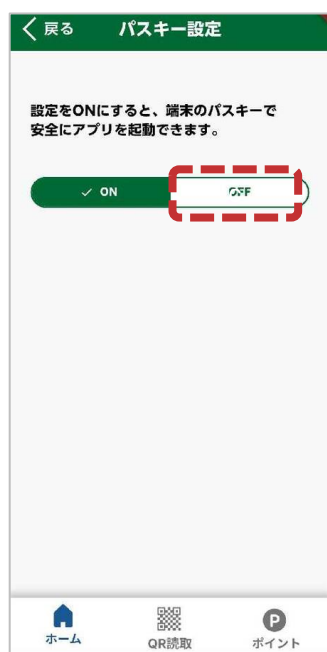 戻る パスキー設定
設定をONにすると、端末のパスキーで
安全にアプリを起動できます。
ON OFF
ホーム QR読取 ポイント